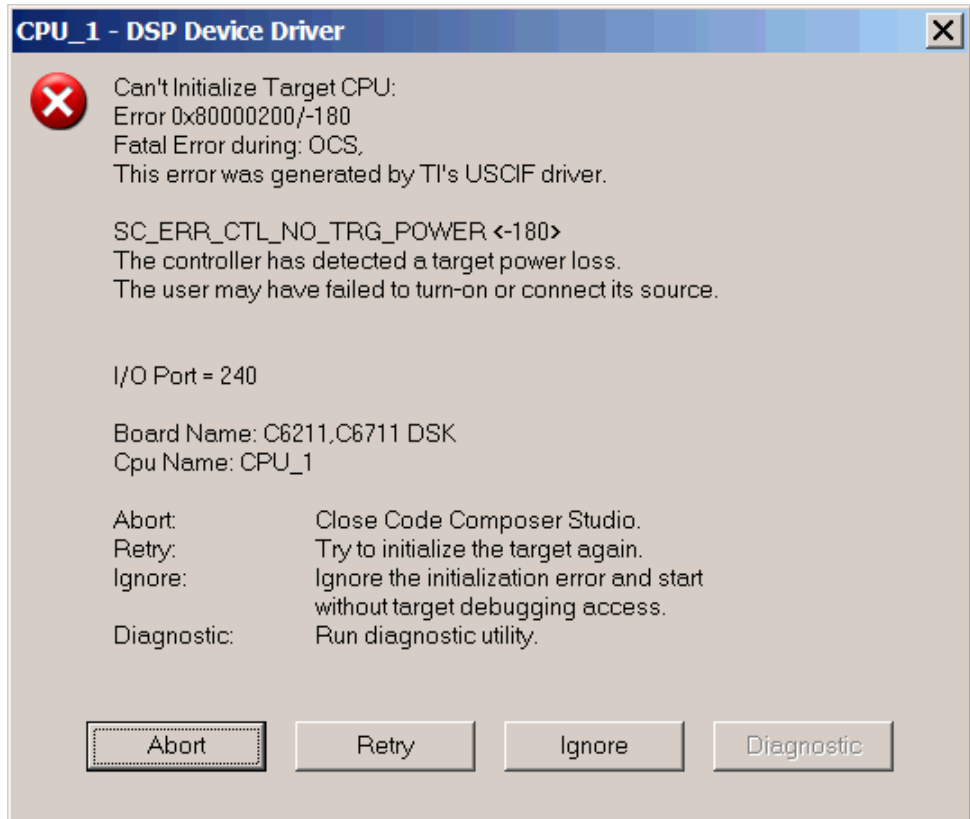 CPU_1 - DSP Device Driver
Can't Initialize Target CPU:
Error 0x80000200/-180
Fatal Error during: OCS,
This error was generated by TI's USCIF driver.
SC_ERR_CTL_NO_TRG_POWER <-180>
The controller has detected a target power loss.
The user may have failed to turn-on or connect its source.
I/O Port = 240
Board Name: C6211,C6711 DSK
Cpu Name: CPU_1
Abort: Close Code Composer Studio.
Retry: Try to initialize the target again.
Ignore: Ignore the initialization error and start
without target debugging access.
Diagnostic: Run diagnostic utility.
Abort Retry Ignore Diagnostic